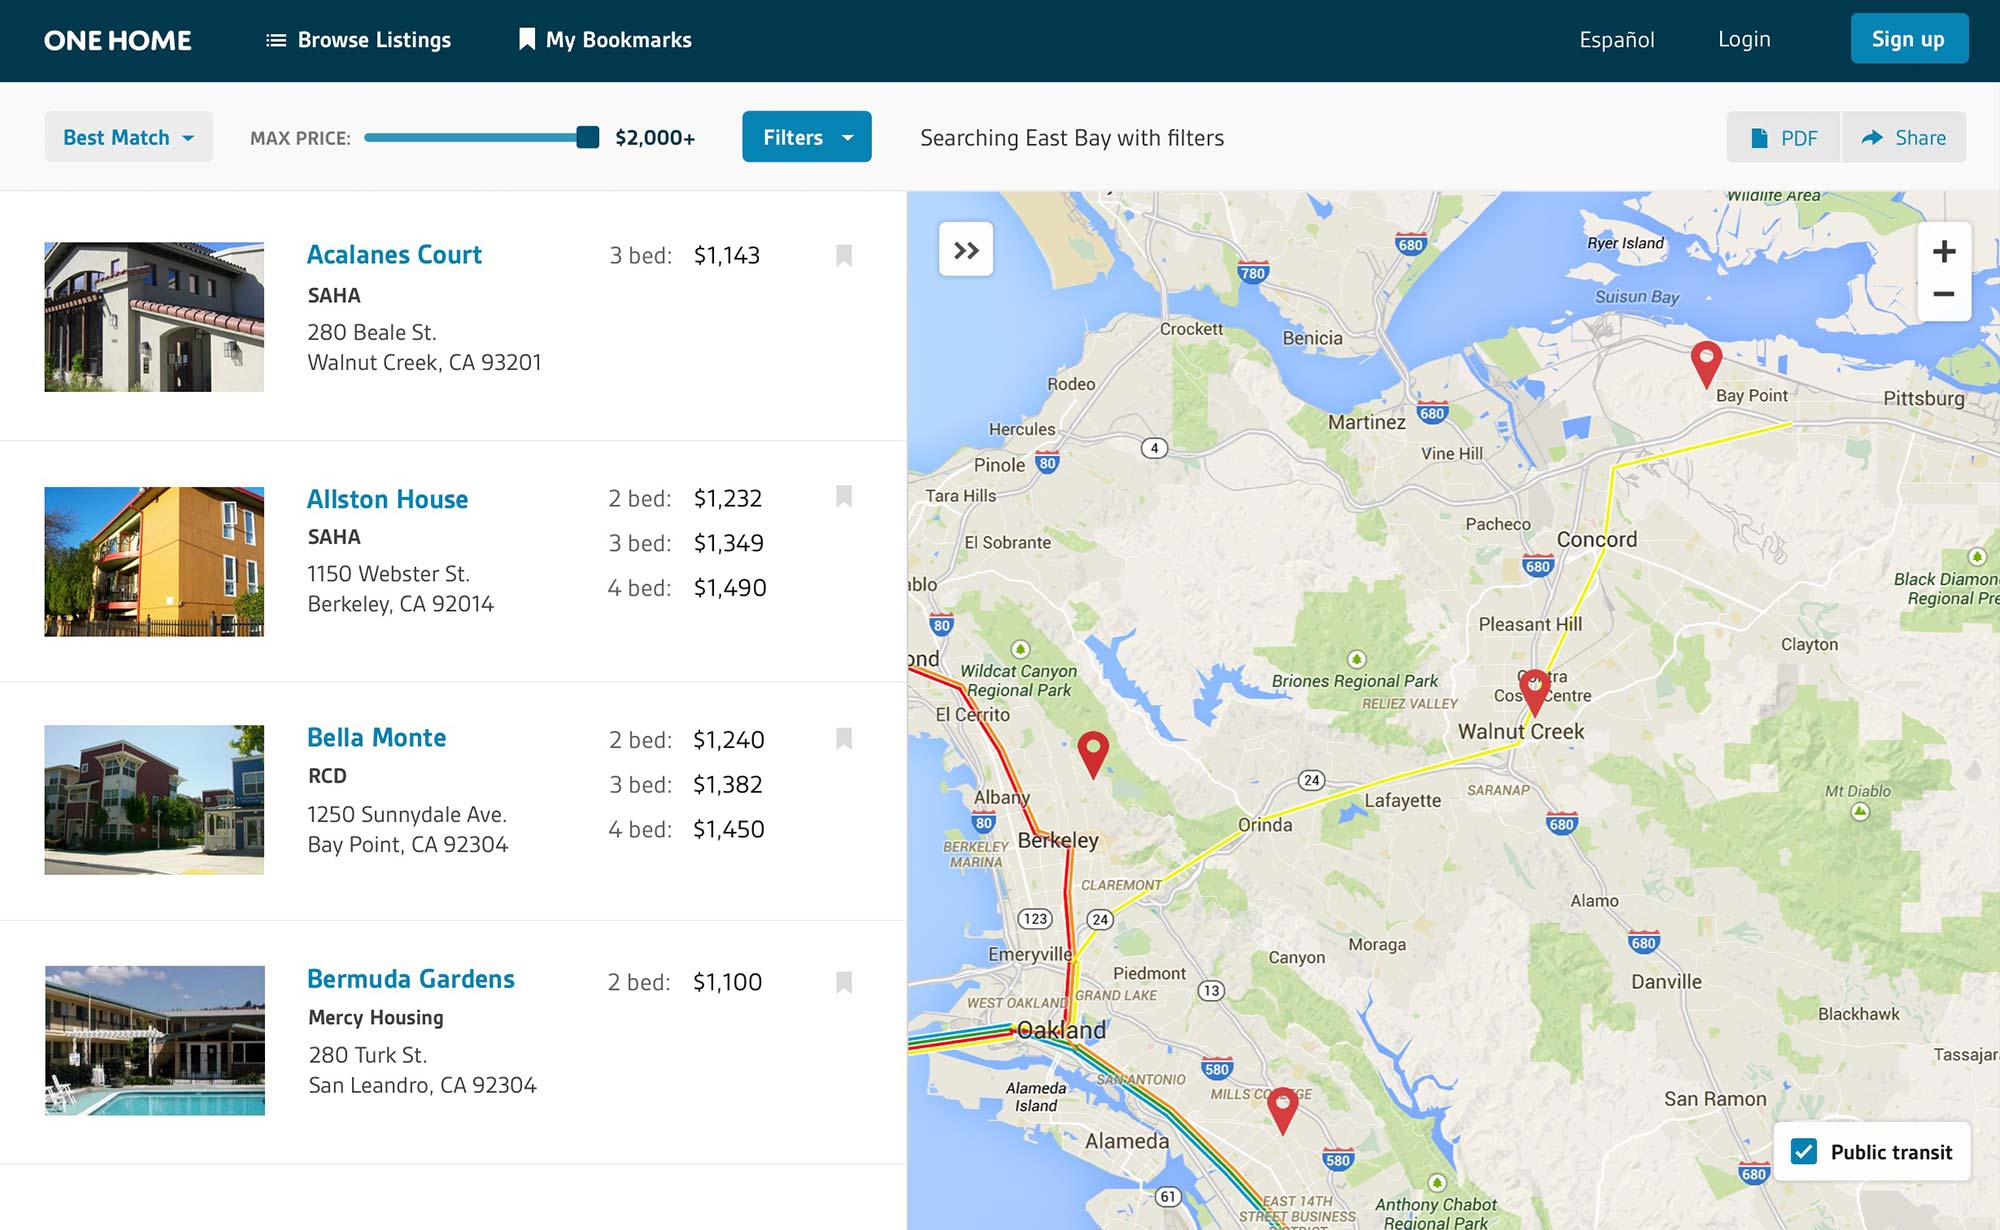 ONE HOME
Browse Listings
My Bookmarks
Español
Login
Sign up
Best Match
MAX PRICE:
$2,000+
Filters
Searching East Bay with filters
PDF
Share
Acalanes Court
SAHA
280 Beale St.
Walnut Creek, CA 93201
3 bed: $1,143
Allston House
SAHA
1150 Webster St.
Berkeley, CA 92014
2 bed: $1,232
3 bed: $1,349
4 bed: $1,490
Bella Monte
RCD
1250 Sunnydale Ave.
Bay Point, CA 92304
2 bed: $1,240
3 bed: $1,382
4 bed: $1,450
Bermuda Gardens
Mercy Housing
280 Turk St.
San Leandro, CA 92304
2 bed: $1,100
Wildlife Area
Ryer Island
680
780
Suisun Bay
Crockett
Benicia
Rodeo
Bay Point
Pittsburg
Martinez
680
Hercules
4
Vine Hill
Pinole
80
Tara Hills
Pacheco
Concord
El Sobrante
680
Black Diamon
Regional Pre
ablo
80
Pleasant Hill
Clayton
ond
Wildcat Canyon
Regional Park
Briones Regional Park
Centre
RELIEZ VALLEY
El Cerrito
Walnut Creek
24
SARANAP
Mt Diablo
Albany
Lafayette
80
Orinda
680
Berkeley
BERKELEY
MARINA
CLAREMONT
Alamo
123
24
680
Emeryville
Moraga
Canyon
Piedmont
Danville
13
WEST OAKLAND
GRAND LAKE
Blackhawk
Oakland
Tassajar
580
SAN ANTONIO
Alameda
Island
MILLS
San Ramon
Alameda
580
Public transit
680
61
Anthony Chabot
Regional Park
EAST 14TH
STREET BUSINESS